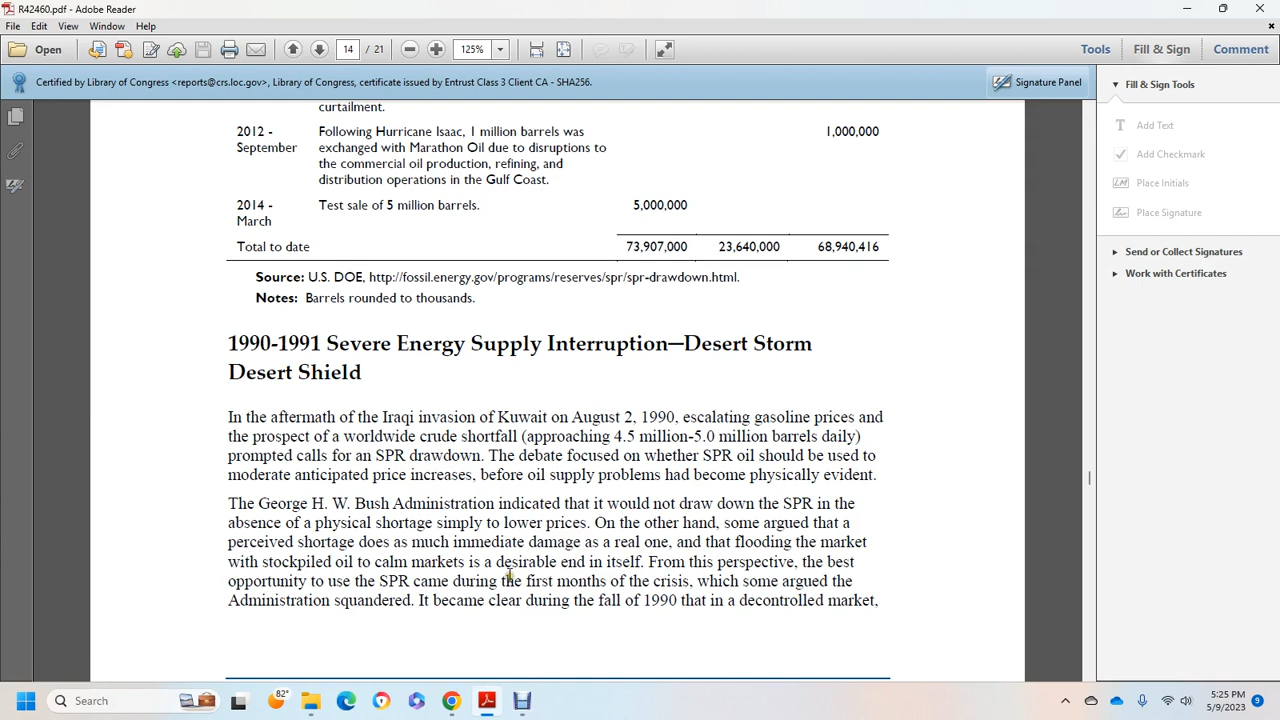 R42460.pdf - Adobe Reader
File Edit View Window Help
Open 14 / 21 125% Tools Fill & Sign Comment
Certified by Library of Congress <reports@crs.loc.gov>, Library of Congress, certificate issued by Entrust Class 3 Client CA - SHA256. Signature Panel
Fill & Sign Tools
T Add Text
Add Checkmark
LM Place Initials
Place Signature
Send or Collect Signatures
Work with Certificates
curtailment.
2012 - Following Hurricane Isaac, 1 million barrels was 1,000,000
September exchanged with Marathon Oil due to disruptions to
the commercial oil production, refining, and
distribution operations in the Gulf Coast.
2014 - Test sale of 5 million barrels. 5,000,000
March
Total to date 73,907,000 23,640,000 68,940,416
Source: U.S. DOE, http://fossil.energy.gov/programs/reserves/spr/spr-drawdown.html.
Notes: Barrels rounded to thousands.
1990-1991 Severe Energy Supply Interruption—Desert Storm
Desert Shield
In the aftermath of the Iraqi invasion of Kuwait on August 2, 1990, escalating gasoline prices and
the prospect of a worldwide crude shortfall (approaching 4.5 million-5.0 million barrels daily)
prompted calls for an SPR drawdown. The debate focused on whether SPR oil should be used to
moderate anticipated price increases, before oil supply problems had become physically evident.
The George H. W. Bush Administration indicated that it would not draw down the SPR in the
absence of a physical shortage simply to lower prices. On the other hand, some argued that a
perceived shortage does as much immediate damage as a real one, and that flooding the market
with stockpiled oil to calm markets is a desirable end in itself. From this perspective, the best
opportunity to use the SPR came during the first months of the crisis, which some argued the
Administration squandered. It became clear during the fall of 1990 that in a decontrolled market,
Search 82° 5:25 PM
5/9/2023 9